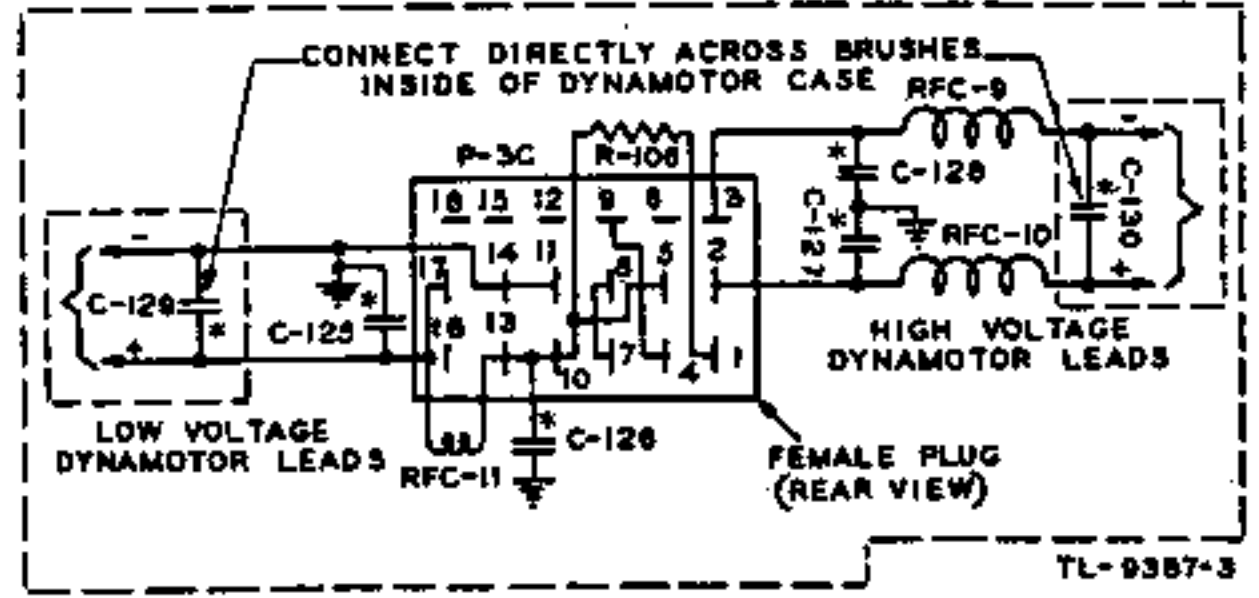 CONNECT DIRECTLY ACROSS BRUSHES
INSIDE OF DYNAMOTOR CASE
RFC-9
P-3C
R-106
C-128
C-127
C-130
RFC-10
18 15 12 9 6 3
17 14 11 8 5 2
16 13 10 7 4 1
-
+
C-129
C-125
-
+
HIGH VOLTAGE
DYNAMOTOR LEADS
LOW VOLTAGE
DYNAMOTOR LEADS
RFC-11
C-126
FEMALE PLUG
(REAR VIEW)
TL-9387-3